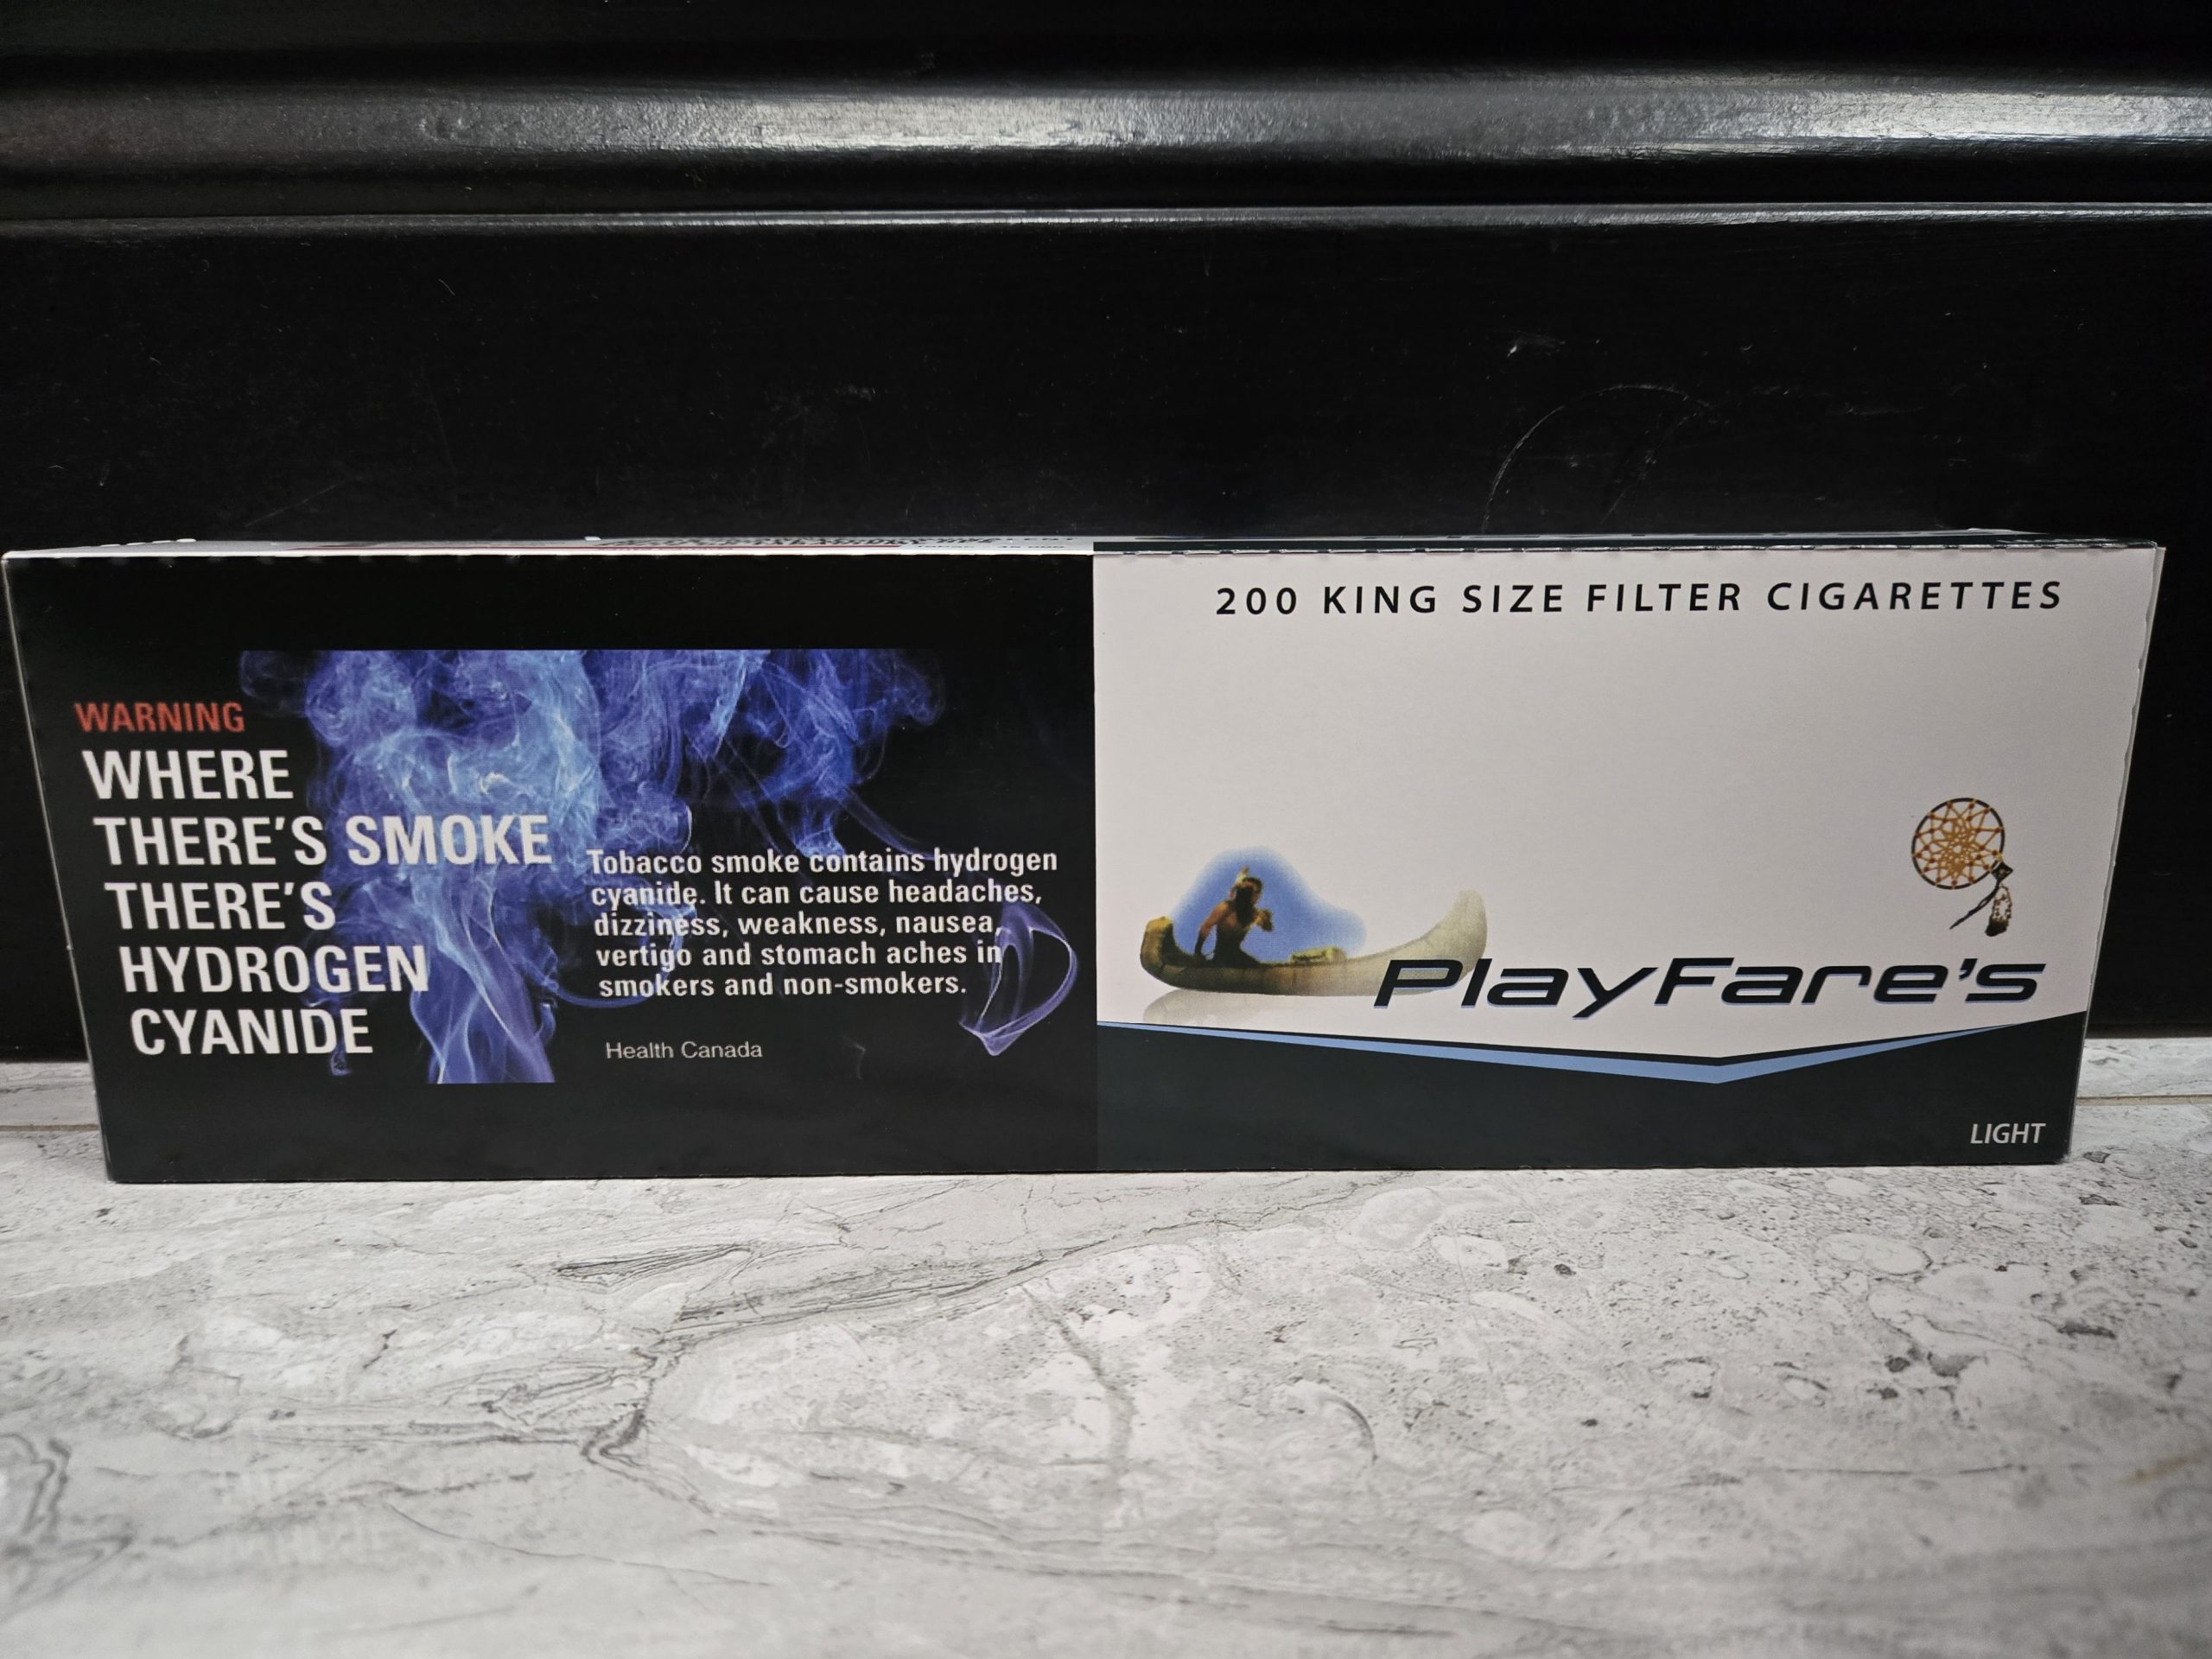 WARNING
WHERE
THERE'S SMOKE
THERE'S
HYDROGEN
CYANIDE
Tobacco smoke contains hydrogen
cyanide. It can cause headaches,
dizziness, weakness, nausea,
vertigo and stomach aches in
smokers and non-smokers.
Health Canada
200 KING SIZE FILTER CIGARETTES
PlayFare's
LIGHT